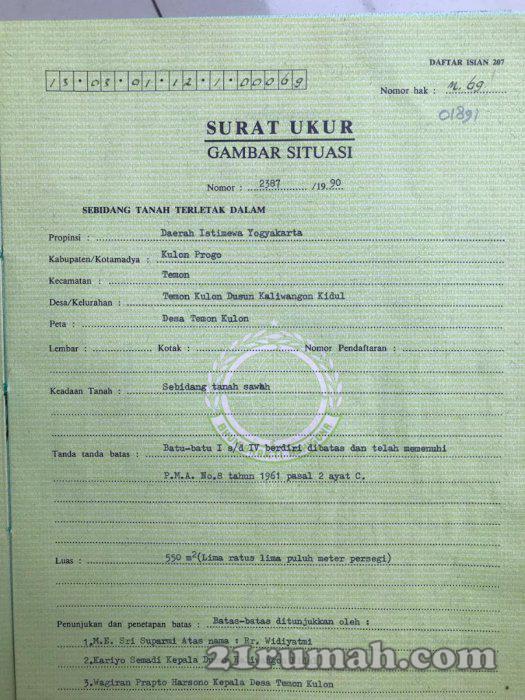 DAFTAR ISIAN 207
13.03.01.12.1.00069
Nomor hak : M. 69
01891
SURAT UKUR
GAMBAR SITUASI
Nomor : 2387 /19 90
SEBIDANG TANAH TERLETAK DALAM
Propinsi : Daerah Istimewa Yogyakarta
Kabupaten/Kotamadya : Kulon Progo
Kecamatan : Temon
Desa/Kelurahan : Temon Kulon Dusun Kaliwangon Kidul
Peta : Desa Temon Kulon
Lembar : Kotak : Nomor Pendaftaran :
Keadaan Tanah : Sebidang tanah sawah
Tanda tanda batas : Batu-batu I s/d IV berdiri dibatas dan telah memenuhi
P.M.A. No.8 tahun 1961 pasal 2 ayat C.
Luas : 550 m2(Lima ratus lima puluh meter persegi)
Penunjukan dan penetapan batas : Batas-batas ditunjukkan oleh :
1.M.E. Sri Suparmi Atas nama : Rr. Widiyatmi
2.Kariyo Semadi Kepala
21rumah.com
3.Wagiran Prapto Harsono Kepala Desa Temon Kulon